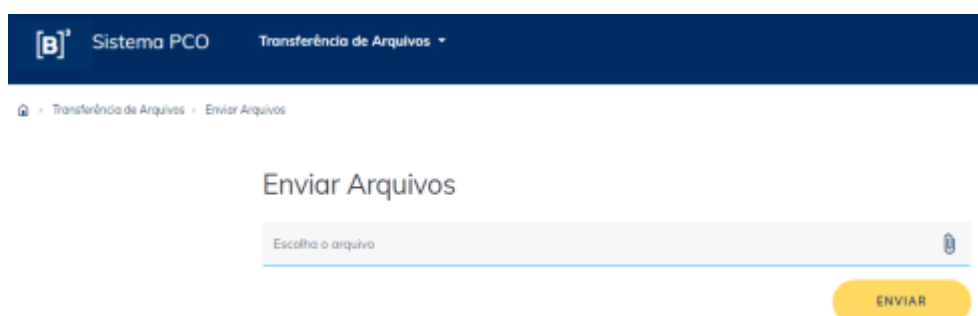 [B]³ Sistema PCO Transferência de Arquivos
Transferência de Arquivos > Enviar Arquivos
Enviar Arquivos
Escolha o arquivo
ENVIAR